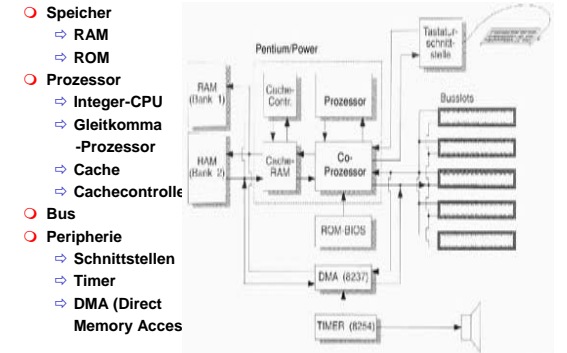 Speicher
RAM
ROM
Prozessor
Integer-CPU
Gleitkomma
-Prozessor
Cache
Cachecontrolle
Bus
Peripherie
Schnittstellen
Timer
DMA (Direct
Memory Acces
Pentium/Power
Tastatur-
schnitt-
stelle
RAM
(Bank 1)
Cache-
Contr.
Prozessor
Busslots
RAM
(Bank 2)
Cache-
RAM
Co-
Prozessor
ROM-BIOS
DMA (8237)
TIMER (8254)